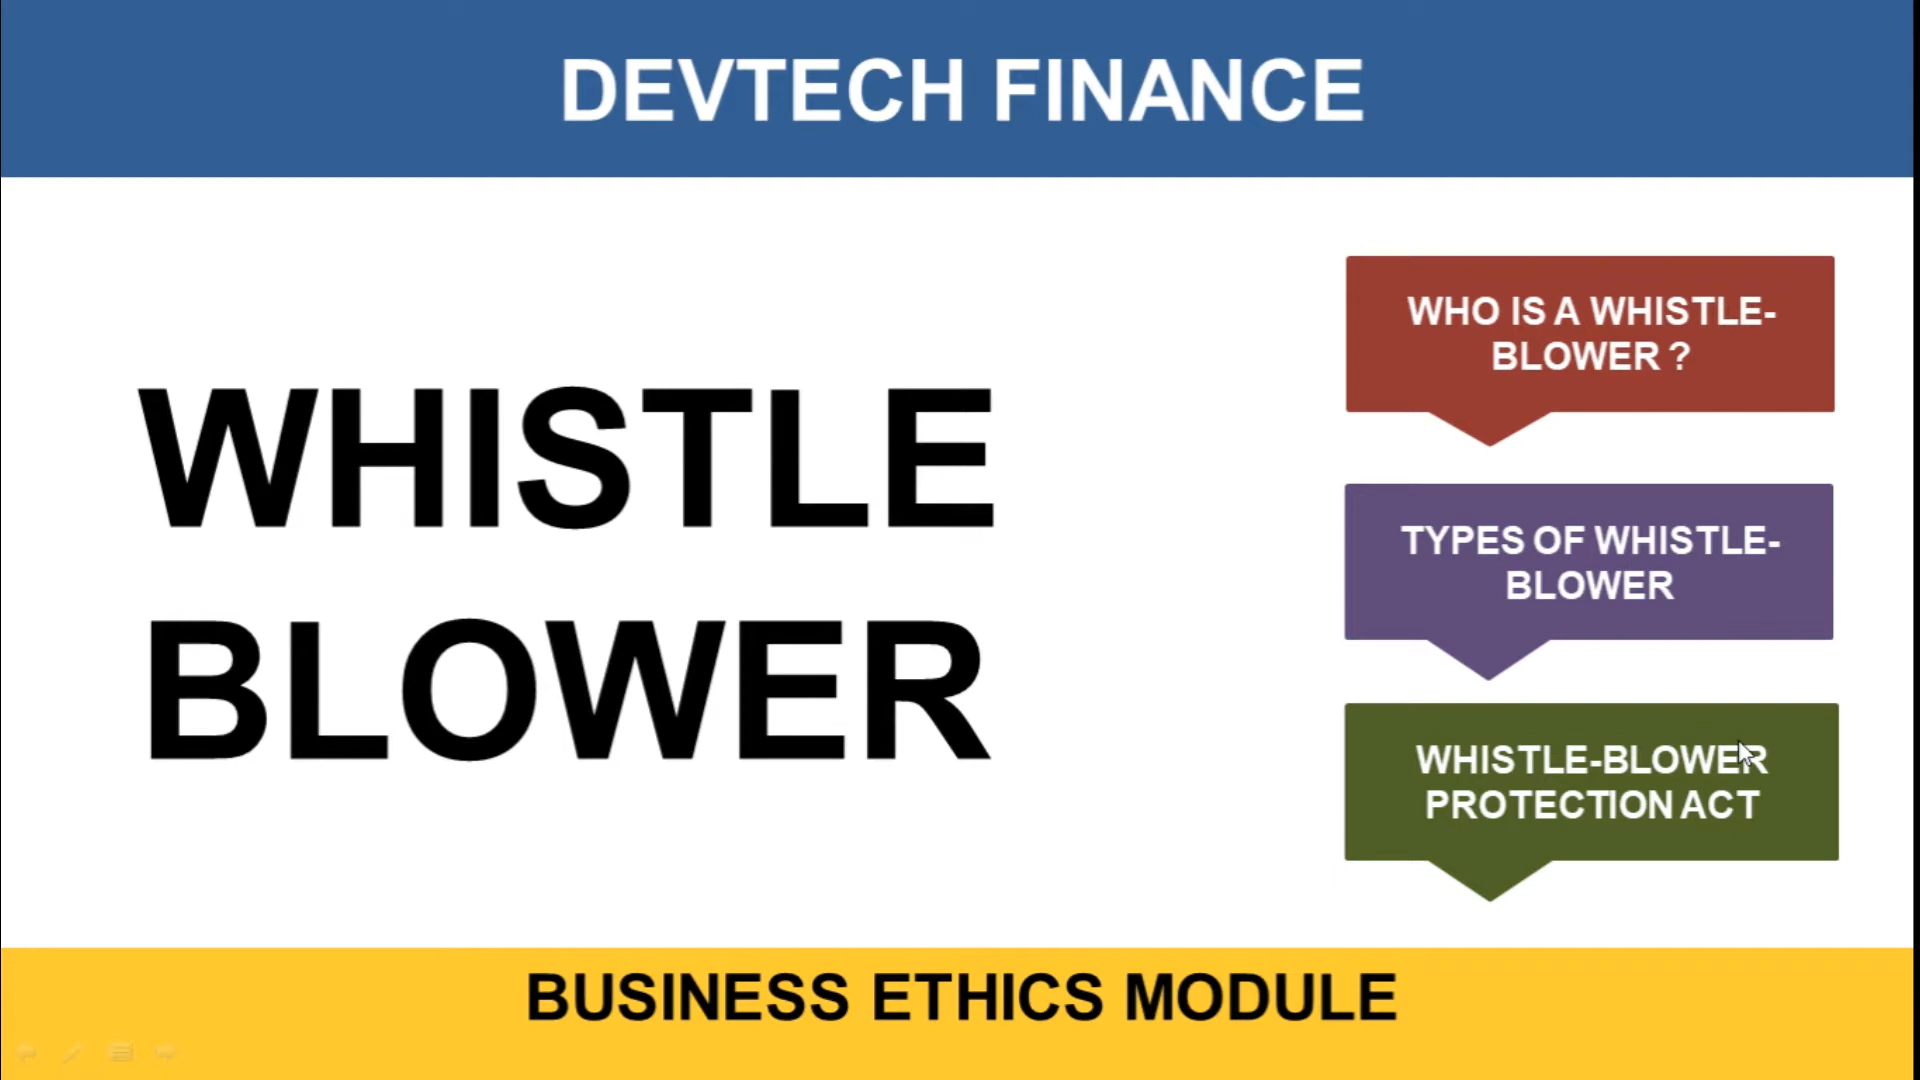 DEVTECH FINANCE
WHISTLE
BLOWER
WHO IS A WHISTLE-
BLOWER ?
TYPES OF WHISTLE-
BLOWER
WHISTLE-BLOWER
PROTECTION ACT
BUSINESS ETHICS MODULE